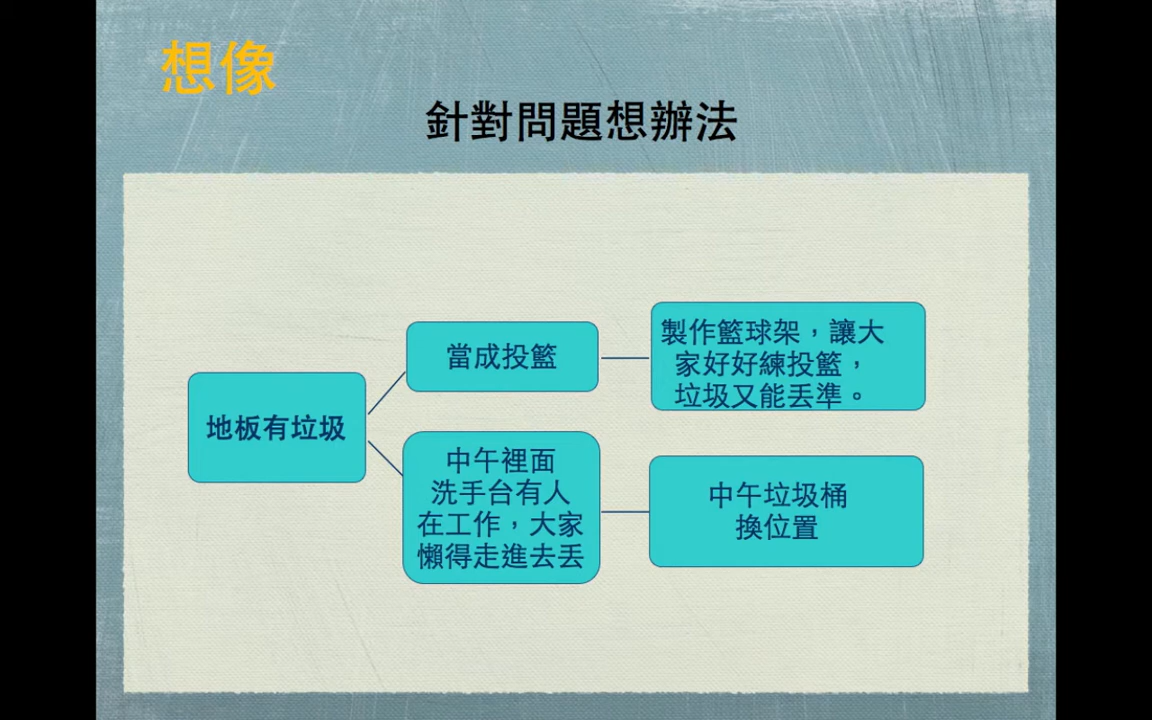 想像
針對問題想辦法
地板有垃圾
當成投籃
製作籃球架，讓大
家好好練投籃，
垃圾又能丟準。
中午裡面
洗手台有人
在工作，大家
懶得走進去丟
中午垃圾桶
換位置